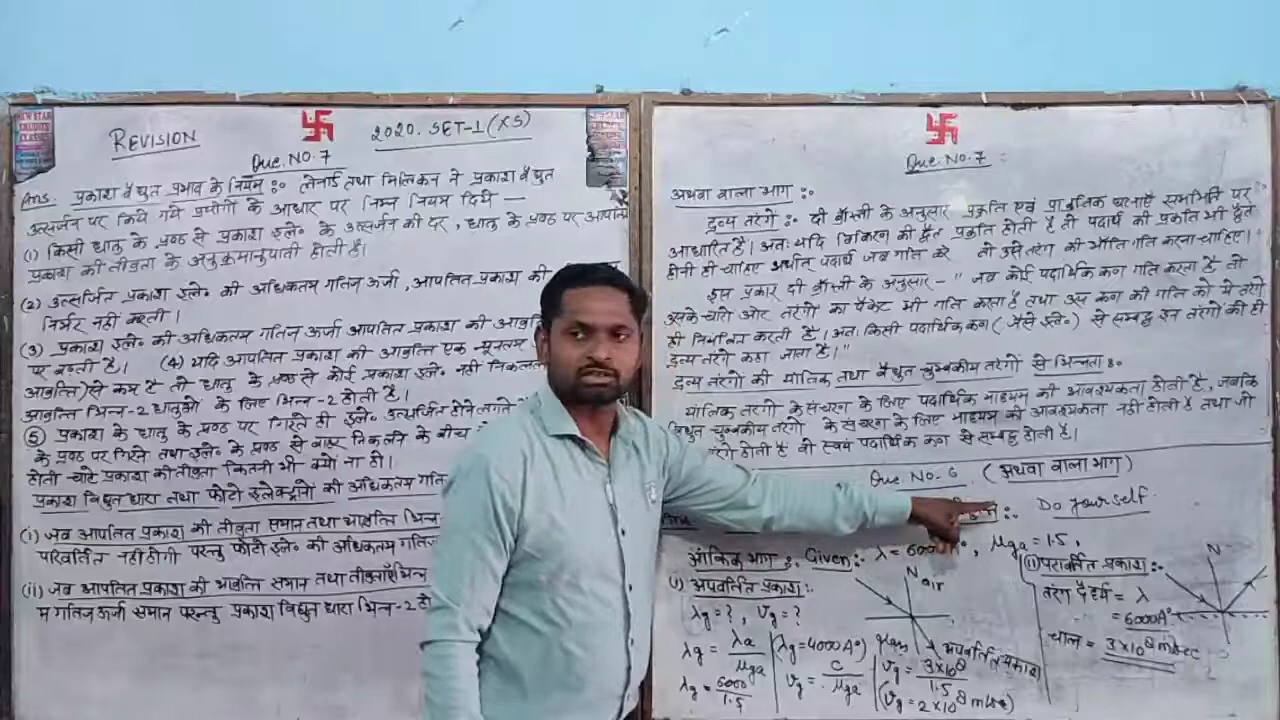 REVISION
2020. SET-1 (XS)
Que. NO. 7
Ans. प्रकाश वैद्युत प्रभाव के नियम :- लेनार्ड तथा मिलिकन ने प्रकाश वैद्युत
उत्सर्जन पर किये गये प्रयोगों के आधार पर निम्न नियम दिये —
(1) किसी धातु के पृष्ठ से प्रकाश इले० के उत्सर्जन की दर, धातु के पृष्ठ पर आपतित
प्रकाश की तीव्रता के अनुक्रमानुपाती होती है।
(2) उत्सर्जित प्रकाश इले० की अधिकतम गतिज ऊर्जा, आपतित प्रकाश की
निर्भर नहीं करती।
(3) प्रकाश इले० की अधिकतम गतिज ऊर्जा आपतित प्रकाश की
पर बढ़ती है। (4) यदि आपतित प्रकाश की आवृत्ति एक न्यूनतम
आवृत्ति) से कम है तो धातु के पृष्ठ से कोई प्रकाश इले० नहीं
आवृत्ति भिन्न-2 धातुओं के लिए भिन्न-2 होती है।
⑤ प्रकाश के धातु के पृष्ठ पर गिरते ही इले० उत्सर्जित होने लगते
के पृष्ठ पर गिरने तथा इले० के पृष्ठ से बाहर निकलने के बीच
होती चाहे प्रकाश की तीव्रता कितनी भी क्यों ना हो।
प्रकाश विद्युत धारा तथा फोटो इलेक्ट्रानों की अधिकतम गति
(i) जब आपतित प्रकाश की तीव्रता समान तथा आवृत्ति भिन्न
परिवर्तित नहीं होगी परन्तु फोटो इले० की अधिकतम गतिज
(ii) जब आपतित प्रकाश की आवृत्ति समान तथा तीव्रताएँ भिन्न
म गतिज ऊर्जा समान परन्तु प्रकाश विद्युत धारा भिन्न-2 हो
Que. NO. 7 :
अथवा वाला भाग :-
द्रव्य तरंगे :- दी ब्रॉग्ली के अनुसार प्रकृति एवं प्राकृतिक घटनाएँ सममिति पर
आधारित है। अतः यदि विकिरण की द्वैत प्रकृति होती है तो पदार्थ की प्रकृति भी द्वैत
होनी ही चाहिए अर्थात् पदार्थ जब गति करे तो उसे तरंग की भाँति गति करना चाहिए।
इस प्रकार दी ब्रॉग्ली के अनुसार - "जब कोई पदार्थिक कण गति करता है तो
उसके चारों ओर तरंगों का पैकेट भी गति करता है तथा उस कण की गति को ये तरंगे
ही निर्धारित करती है, अतः किसी पदार्थिक कण (जैसे इले०) से सम्बद्ध इन तरंगों को ही
द्रव्य तरंगे कहा जाता है।"
द्रव्य तरंगों की यांत्रिक तथा वैद्युत चुम्बकीय तरंगों से भिन्नता :-
यांत्रिक तरंगों के संचरण के लिए पदार्थिक माध्यम की आवश्यकता होती है, जबकि
विद्युत चुम्बकीय तरंगों के संचरण के लिए माध्यम की आवश्यकता नहीं होती है तथा जो
तरंगे होती है वो स्वयं पदार्थिक कण से सम्बद्ध होती है।
Que. NO- 6 (अथवा वाला भाग)
:- Do yourself.
आंकिक भाग :- Given:- λ = 6000 A°, μga = 1.5,
(i) अपवर्तित प्रकाश:-
λg = ?, Vg = ?
λg = λa / μga
λg = 6000 / 1.5
(λg = 4000 A°)
Vg = C / μga
N
air
glass
अपवर्तित प्रकाश
Vg = 3×10⁸ / 1.5
(Vg = 2×10⁸ m/sec)
(ii) परावर्तित प्रकाश:-
तरंग दैर्ध्य = λ
= 6000A°
चाल = 3×10⁸ m/sec
N